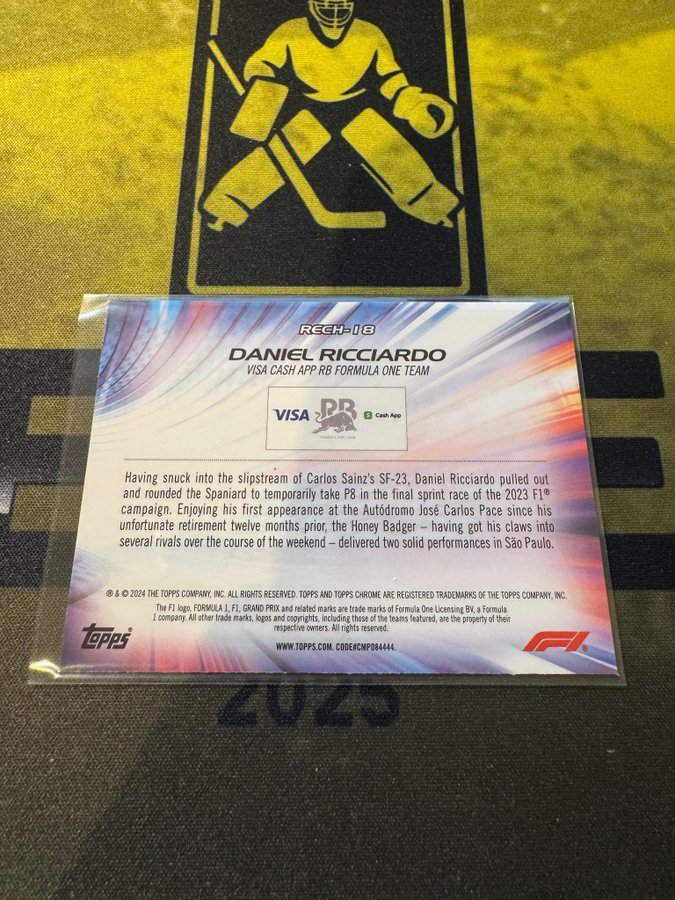 RECH-18
DANIEL RICCIARDO
VISA CASH APP RB FORMULA ONE TEAM
VISA RB Cash App
Having snuck into the slipstream of Carlos Sainz's SF-23, Daniel Ricciardo pulled out
and rounded the Spaniard to temporarily take P8 in the final sprint race of the 2023 F1®
campaign. Enjoying his first appearance at the Autódromo José Carlos Pace since his
unfortunate retirement twelve months prior, the Honey Badger – having got his claws into
several rivals over the course of the weekend – delivered two solid performances in São Paulo.
® & © 2024 THE TOPPS COMPANY, INC. ALL RIGHTS RESERVED. TOPPS AND TOPPS CHROME ARE REGISTERED TRADEMARKS OF THE TOPPS COMPANY, INC.
The F1 logo, FORMULA 1, F1, GRAND PRIX and related marks are trade marks of Formula One Licensing BV, a Formula
1 company. All other trade marks, logos and copyrights, including those of the teams featured, are the property of their
respective owners. All rights reserved.
topps®
WWW.TOPPS.COM. CODE#CMP084444.
F1®
2025